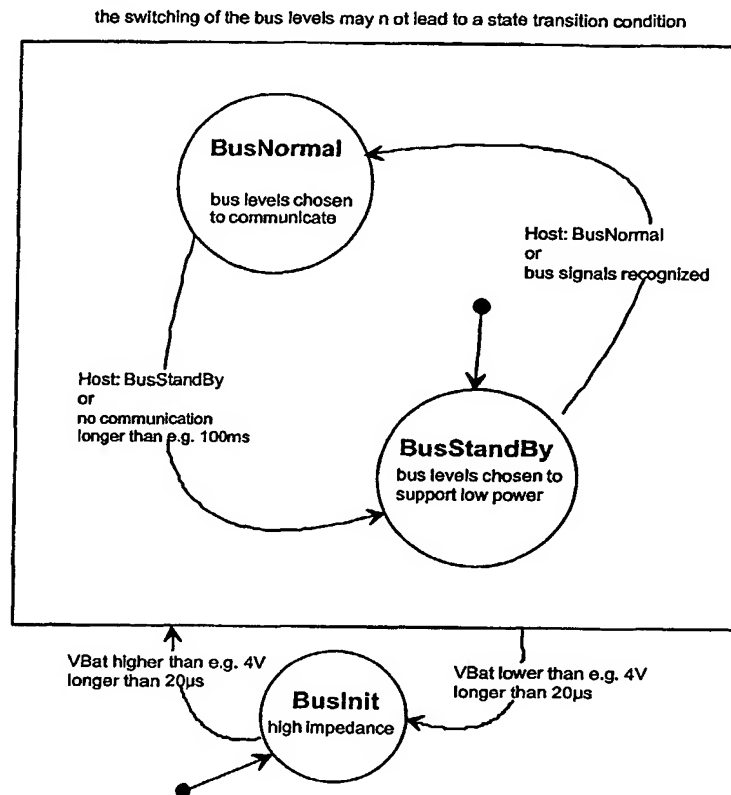 the switching of the bus levels may n ot lead to a state transition condition
BusNormal
bus levels chosen
to communicate
Host: BusNormal
or
bus signals recognized
Host: BusStandBy
or
no communication
longer than e.g. 100ms
BusStandBy
bus levels chosen to
support low power
VBat higher than e.g. 4V
longer than 20µs
VBat lower than e.g. 4V
longer than 20µs
BusInit
high impedance